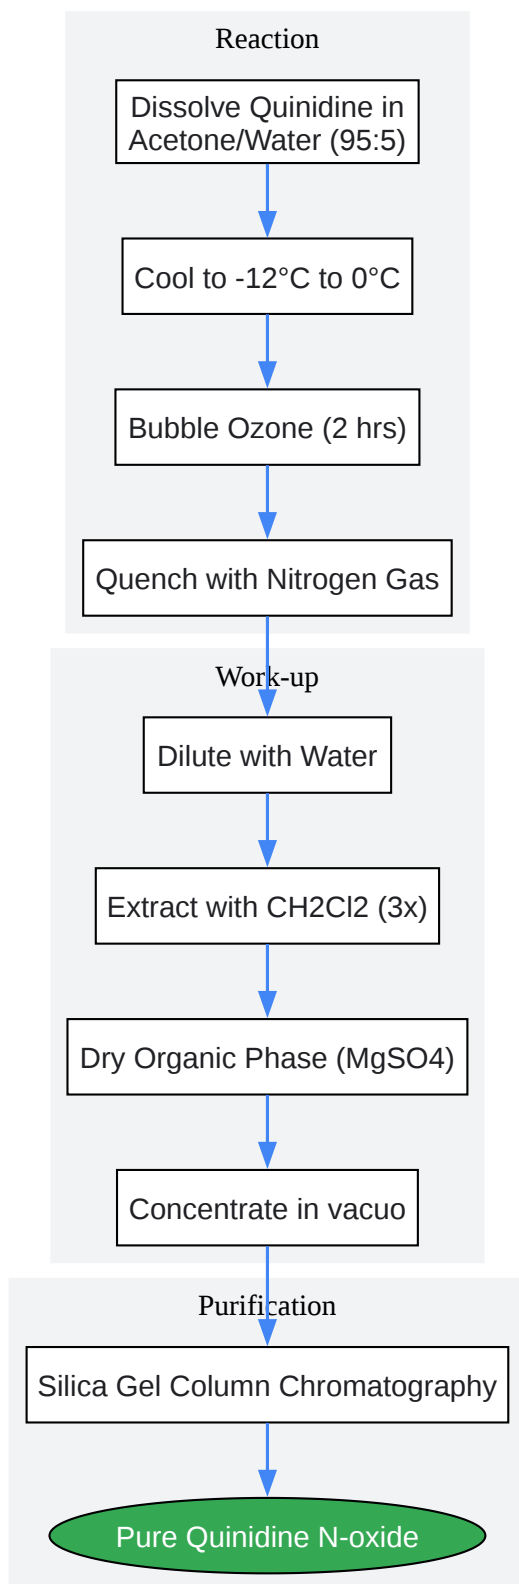 Reaction
Dissolve Quinidine in
Acetone/Water (95:5)
Cool to -12°C to 0°C
Bubble Ozone (2 hrs)
Quench with Nitrogen Gas
Work-up
Dilute with Water
Extract with CH2Cl2 (3x)
Dry Organic Phase (MgSO4)
Concentrate in vacuo
Purification
Silica Gel Column Chromatography
Pure Quinidine N-oxide